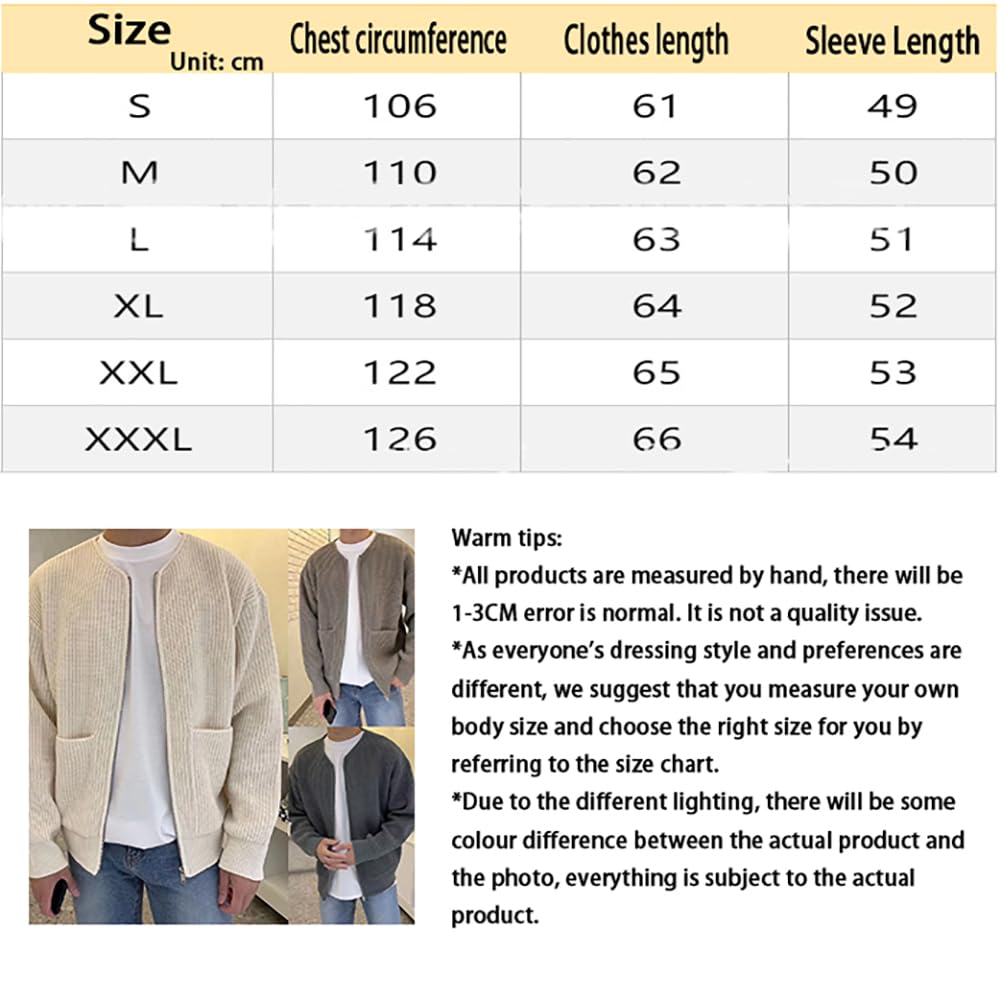 Size Unit: cm Chest circumference Clothes length Sleeve Length
S 106 61 49
M 110 62 50
L 114 63 51
XL 118 64 52
XXL 122 65 53
XXXL 126 66 54
Warm tips:
*All products are measured by hand, there will be
1-3CM error is normal. It is not a quality issue.
*As everyone’s dressing style and preferences are
different, we suggest that you measure your own
body size and choose the right size for you by
referring to the size chart.
*Due to the different lighting, there will be some
colour difference between the actual product and
the photo, everything is subject to the actual
product.